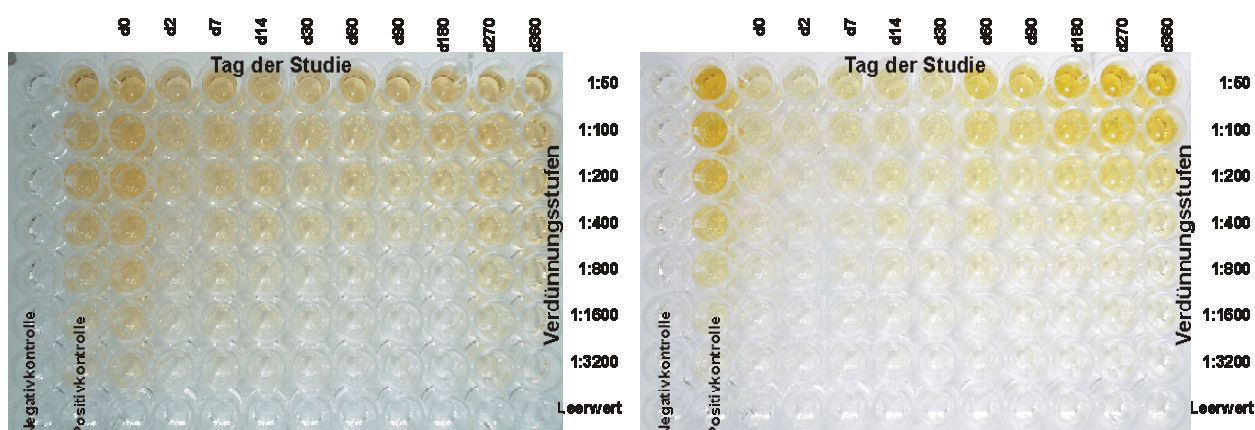 d0 d2 d7 d14 d30 d60 d90 d180 d270 d360
Tag der Studie
1:50
1:100
1:200
1:400
1:800
1:1600
1:3200
Leerwert
Verdünnungsstufen
Negativkontrolle
Positivkontrolle
d0 d2 d7 d14 d30 d60 d90 d180 d270 d360
Tag der Studie
1:50
1:100
1:200
1:400
1:800
1:1600
1:3200
Leerwert
Verdünnungsstufen
Negativkontrolle
Positivkontrolle